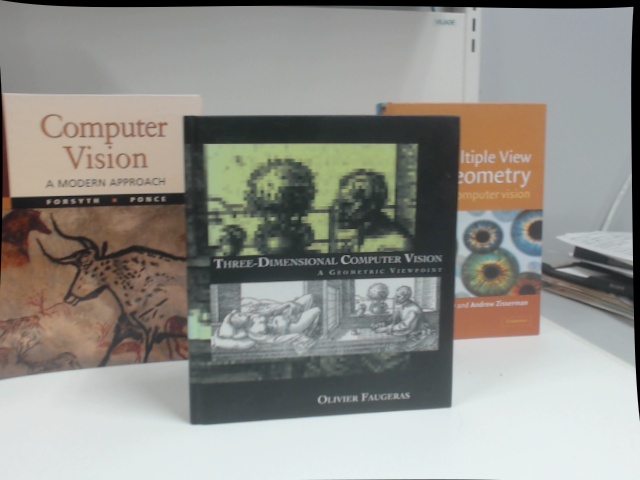 Computer
Vision
A MODERN APPROACH
FORSYTH PONCE
THREE-DIMENSIONAL COMPUTER VISION
A GEOMETRIC VIEWPOINT
OLIVIER FAUGERAS
ltiple View
eometry
omputer vision
and Andrew Zisserman